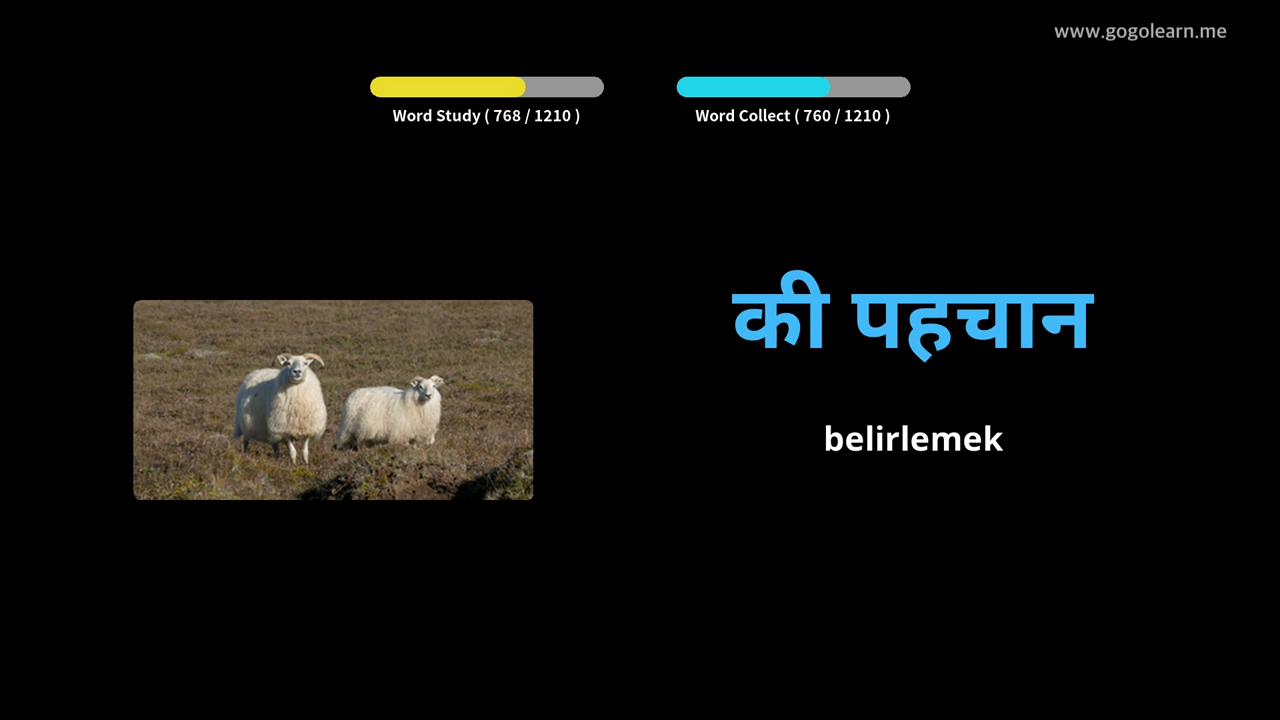 www.gogolearn.me
Word Study ( 768 / 1210 )
Word Collect ( 760 / 1210 )
की पहचान
belirlemek